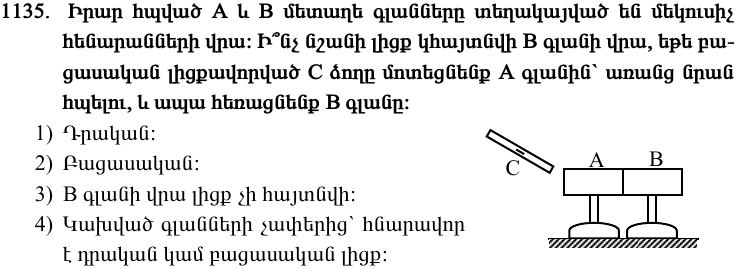 1135. Իրար հպված A և B մետաղե գլանները տեղակայված են մեկուսիչ
հենարանների վրա: Ի՞նչ նշանի լիցք կհայտնվի B գլանի վրա, եթե բա-
ցասական լիցքավորված C ձողը մոտեցնենք A գլանին՝ առանց նրան
հպելու, և ապա հեռացնենք B գլանը:
1) Դրական:
2) Բացասական:
3) B գլանի վրա լիցք չի հայտնվի:
4) Կախված գլանների չափերից՝ հնարավոր
է դրական կամ բացասական լիցք:
C
A
B